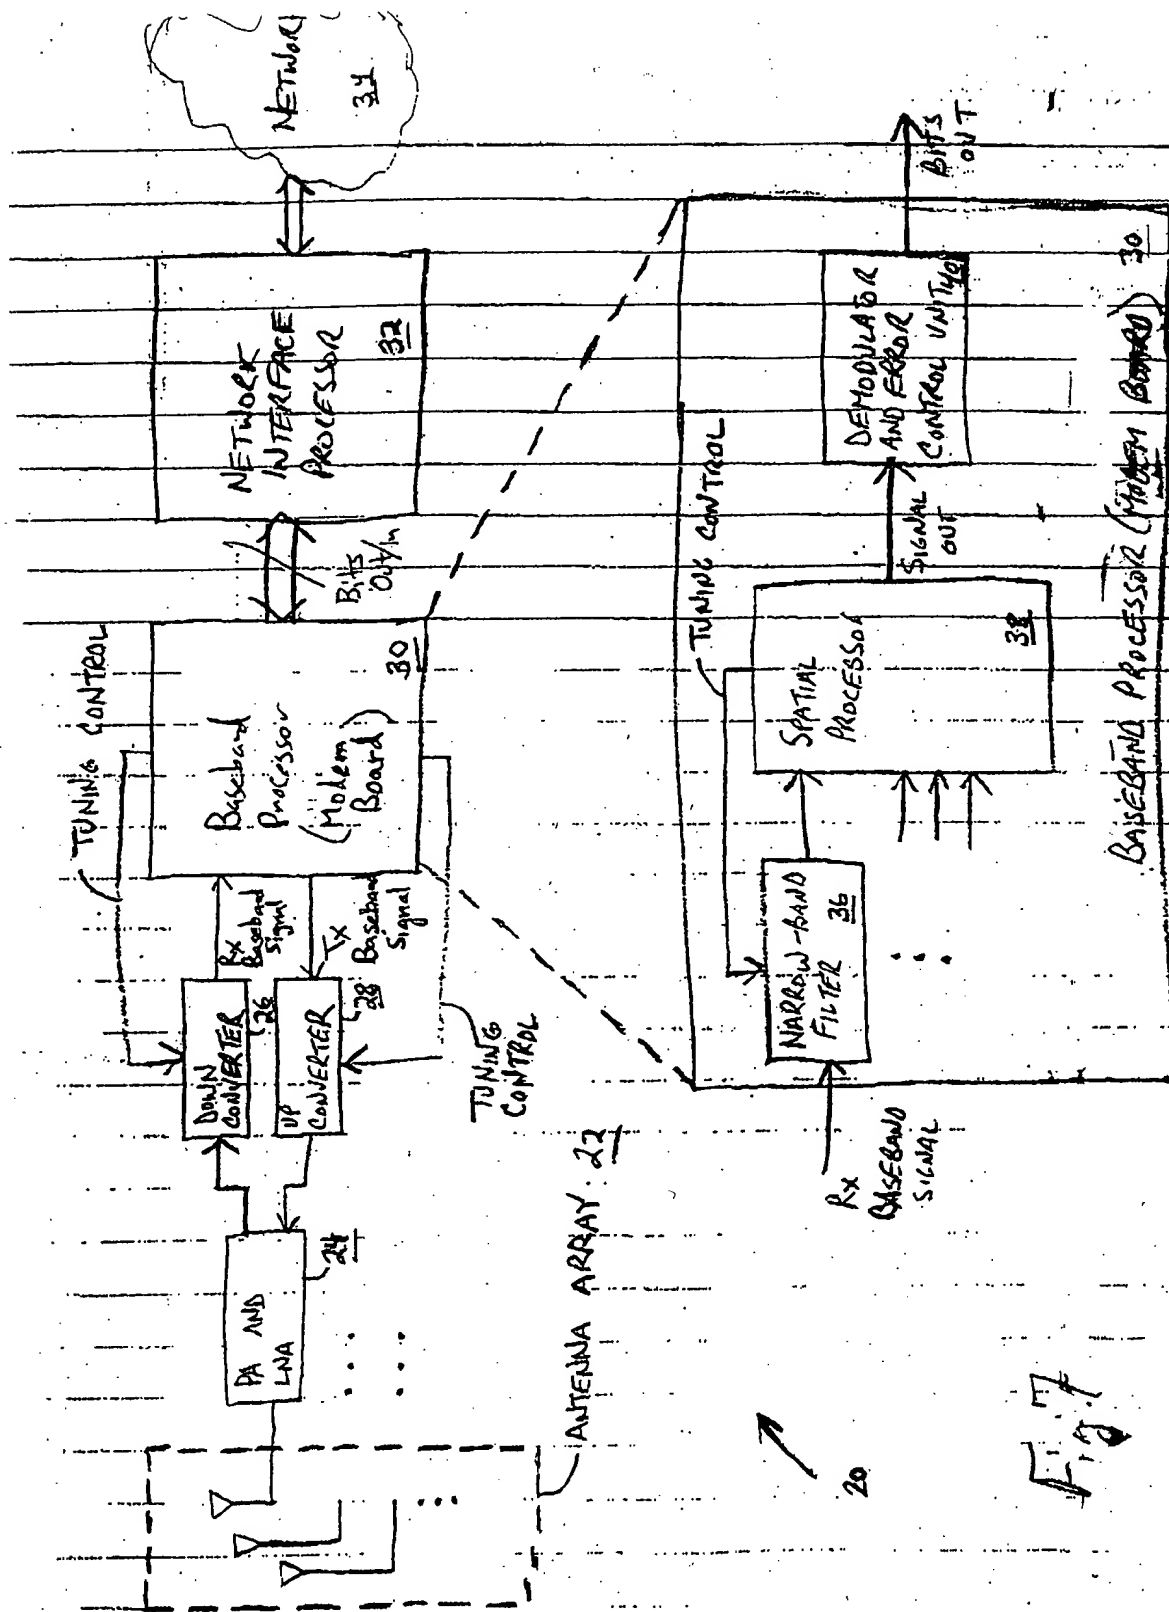 ANTENNA ARRAY 22
PA AND
LNA
24
DOWN
CONVERTER
26
UP
CONVERTER
28
TUNING CONTROL
TUNING
CONTROL
Rx
Baseband
Signal
Tx
Baseband
Signal
Baseband
Processor
(Modem
Board)
30
Bits
Out/In
NETWORK
INTERFACE
PROCESSOR
32
NETWORK
34
20
Rx
BASEBAND
SIGNAL
NARROW-BAND
FILTER 36
TUNING CONTROL
SPATIAL
PROCESSOR
38
SIGNAL
OUT
DEMODULATOR
AND ERROR
CONTROL UNIT 40
BITS
OUT
BASEBAND PROCESSOR (MODEM BOARD) 30
Fig. 7